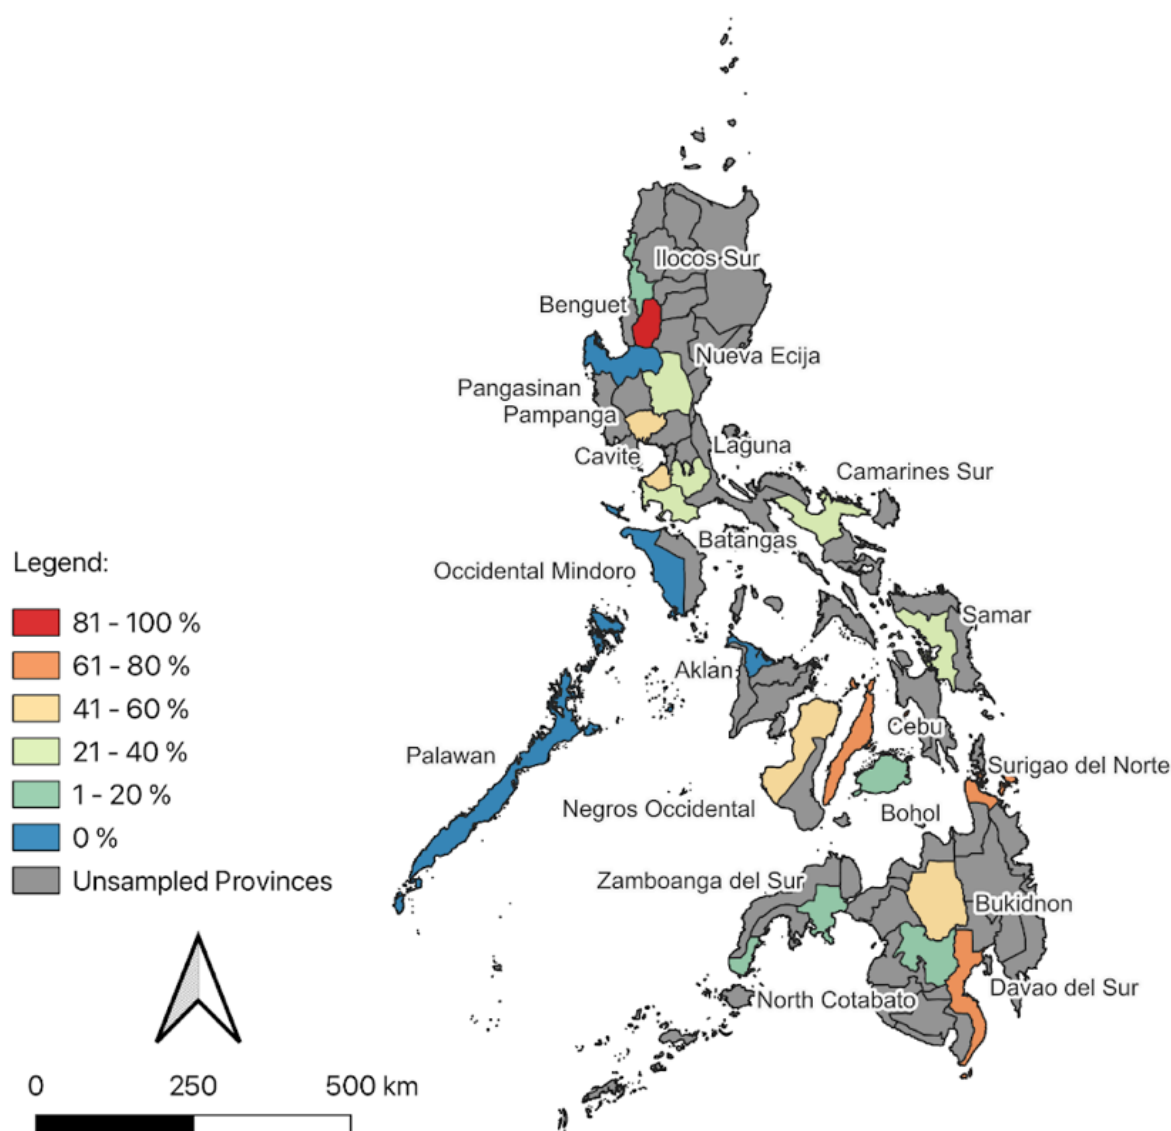 Ilocos Sur
Benguet
Nueva Ecija
Pangasinan
Pampanga
Laguna
Cavite
Camarines Sur
Batangas
Occidental Mindoro
Samar
Aklan
Cebu
Palawan
Surigao del Norte
Negros Occidental
Bohol
Zamboanga del Sur
Bukidnon
Davao del Sur
North Cotabato
Legend:
81 - 100 %
61 - 80 %
41 - 60 %
21 - 40 %
1 - 20 %
0 %
Unsampled Provinces
0 250 500 km